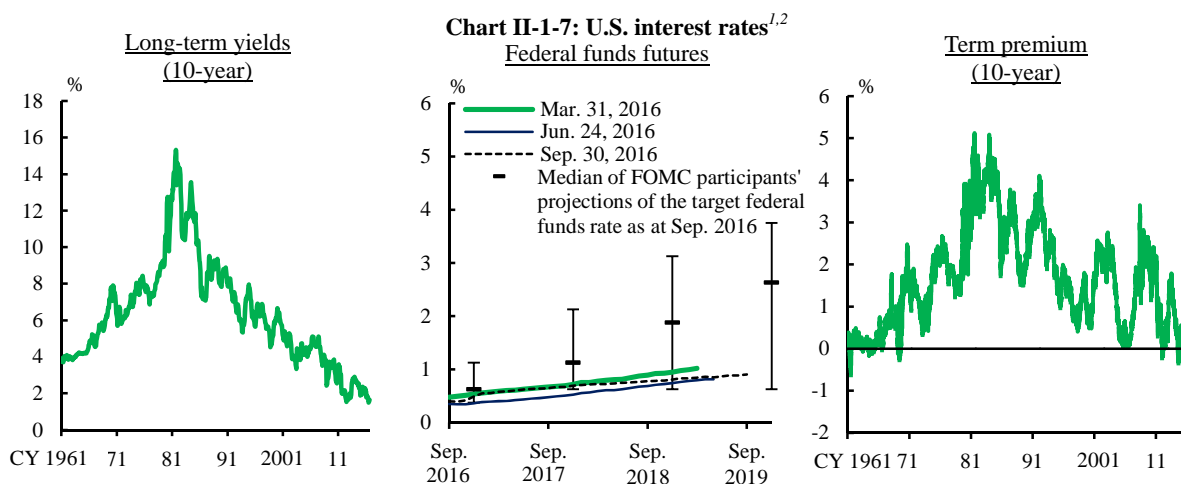 Chart II-1-7: U.S. interest rates1,2
Long-term yields
(10-year)
%
18
16
14
12
10
8
6
4
2
0
CY 1961 71 81 91 2001 11
Federal funds futures
%
6
5
4
3
2
1
0
Mar. 31, 2016
Jun. 24, 2016
Sep. 30, 2016
Median of FOMC participants'
projections of the target federal
funds rate as at Sep. 2016
Sep. Sep. Sep. Sep.
2016 2017 2018 2019
Term premium
(10-year)
%
6
5
4
3
2
1
0
-1
-2
CY 1961 71 81 91 2001 11